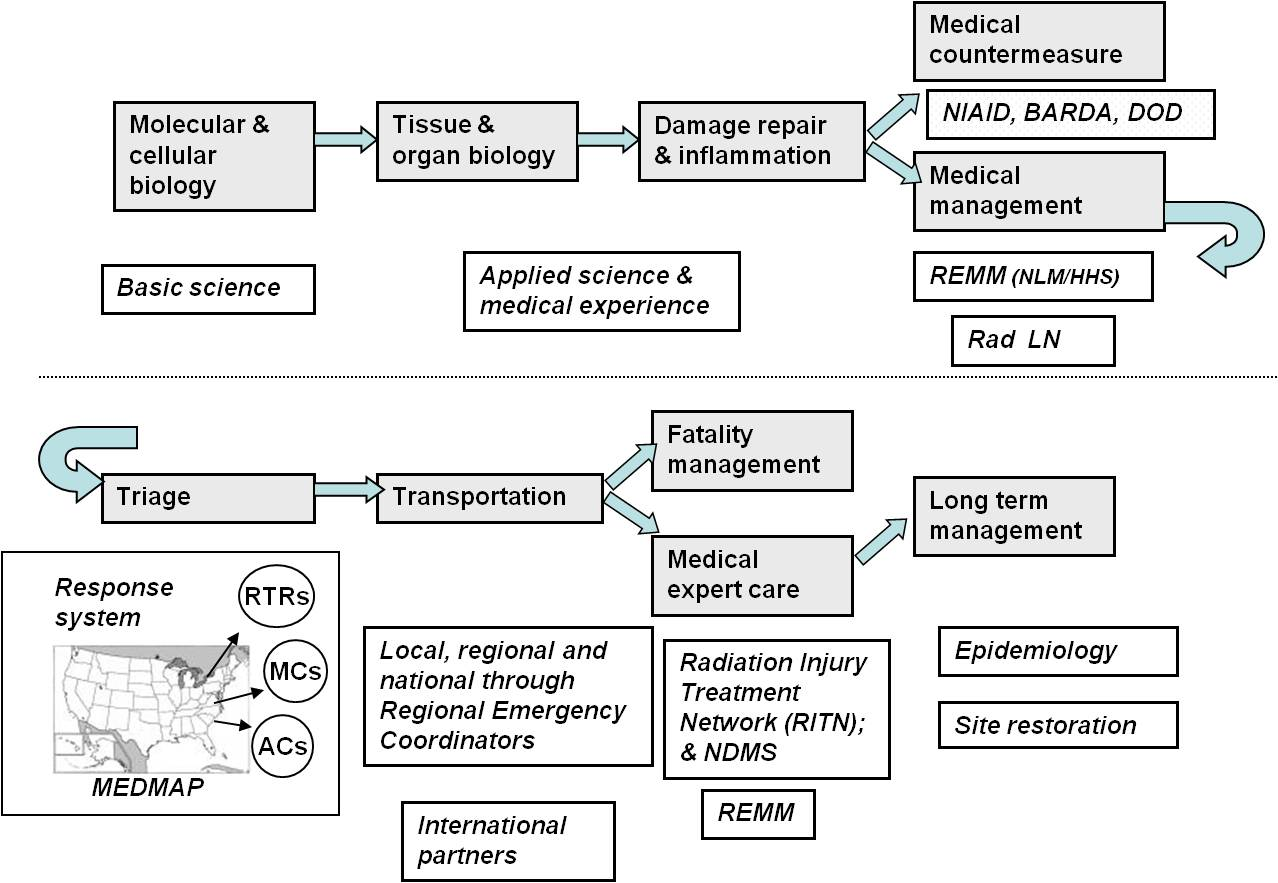 Medical
countermeasure
NIAID, BARDA, DOD
Molecular &
cellular
biology
Tissue &
organ biology
Damage repair
& inflammation
Medical
management
Basic science
Applied science &
medical experience
REMM (NLM/HHS)
Rad LN
Fatality
management
Triage
Transportation
Long term
management
Medical
expert care
Response
system
RTRs
MCs
ACs
MEDMAP
Local, regional and
national through
Regional Emergency
Coordinators
Radiation Injury
Treatment
Network (RITN);
& NDMS
Epidemiology
Site restoration
REMM
International
partners